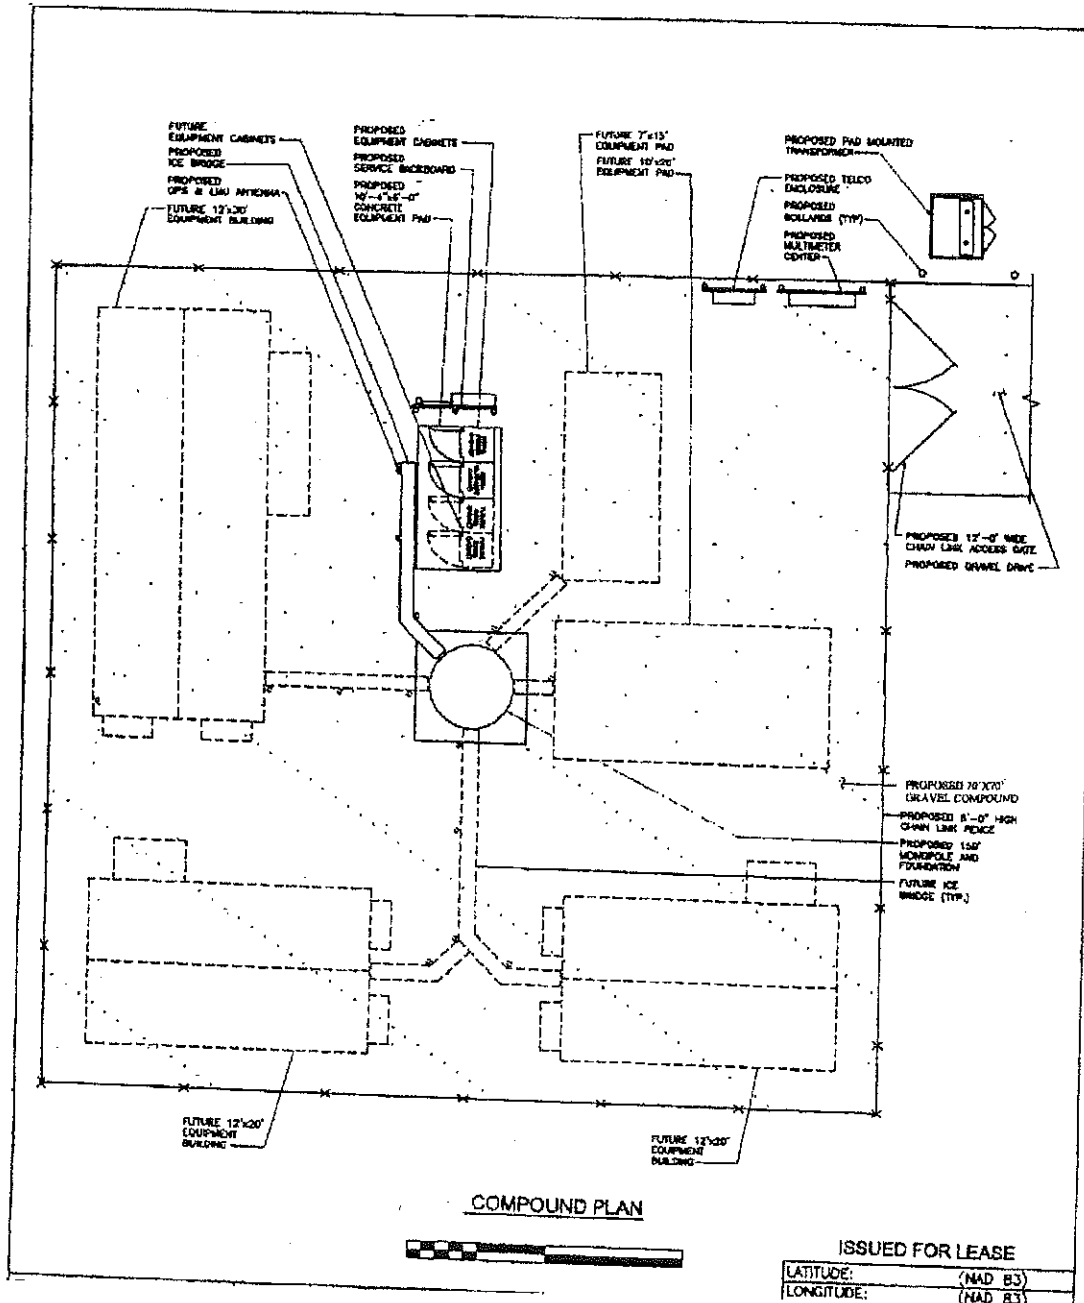 FUTURE
EQUIPMENT CABINETS
PROPOSED
ICE BRIDGE
PROPOSED
GPS & LMU ANTENNA
FUTURE 12'x30'
EQUIPMENT BUILDING
PROPOSED
EQUIPMENT CABINETS
PROPOSED
SERVICE BACKBOARD
PROPOSED
CONCRETE
EQUIPMENT PAD
FUTURE 7'x15'
EQUIPMENT PAD
FUTURE 10'x20'
EQUIPMENT PAD
PROPOSED PAD MOUNTED
TRANSFORMER
PROPOSED TELCO
ENCLOSURE
PROPOSED
BOLLARDS (TYP)
PROPOSED
MULTIMETER
CENTER
PROPOSED 12'-0" WIDE
CHAIN LINK ACCESS GATE
PROPOSED GRAVEL DRIVE
PROPOSED 70'X70'
GRAVEL COMPOUND
PROPOSED 8'-0" HIGH
CHAIN LINK FENCE
PROPOSED 150'
MONOPOLE AND
FOUNDATION
FUTURE ICE
BRIDGE (TYP.)
FUTURE 12'x20'
EQUIPMENT
BUILDING
FUTURE 12'x20'
EQUIPMENT
BUILDING
COMPOUND PLAN
ISSUED FOR LEASE
LATITUDE: (NAD 83)
LONGITUDE: (NAD 83)